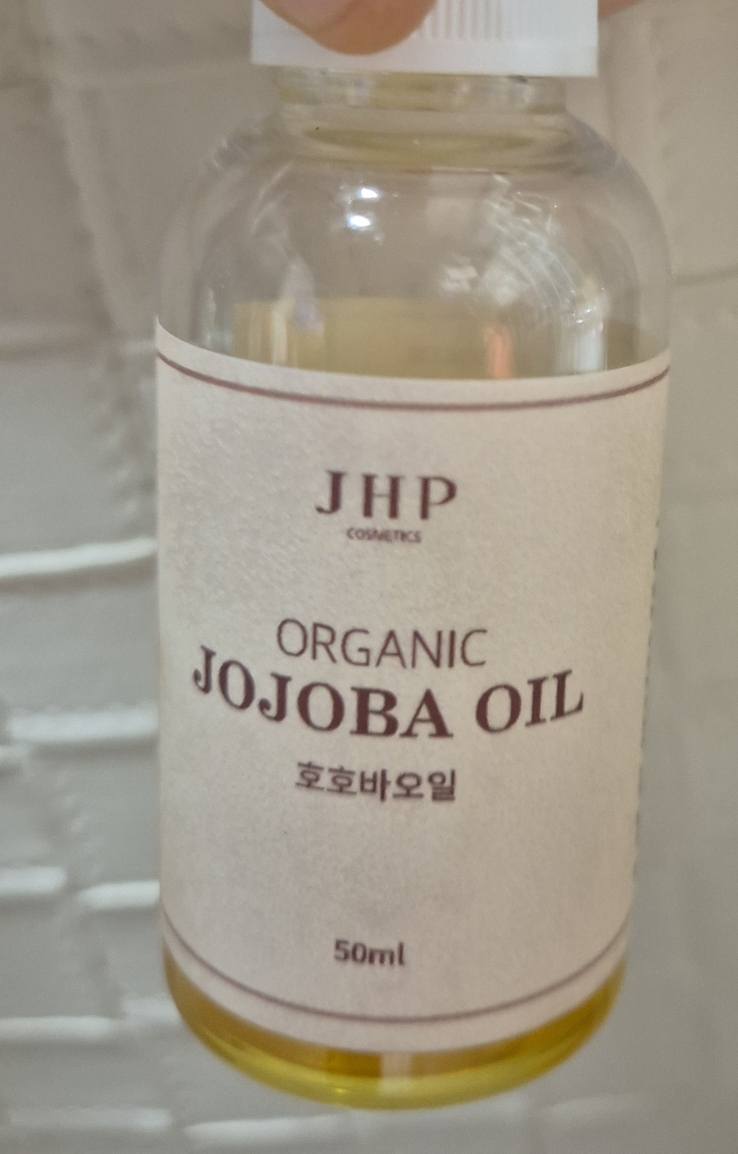 JHP
COSMETICS
ORGANIC
JOJOBA OIL
호호바오일
50ml